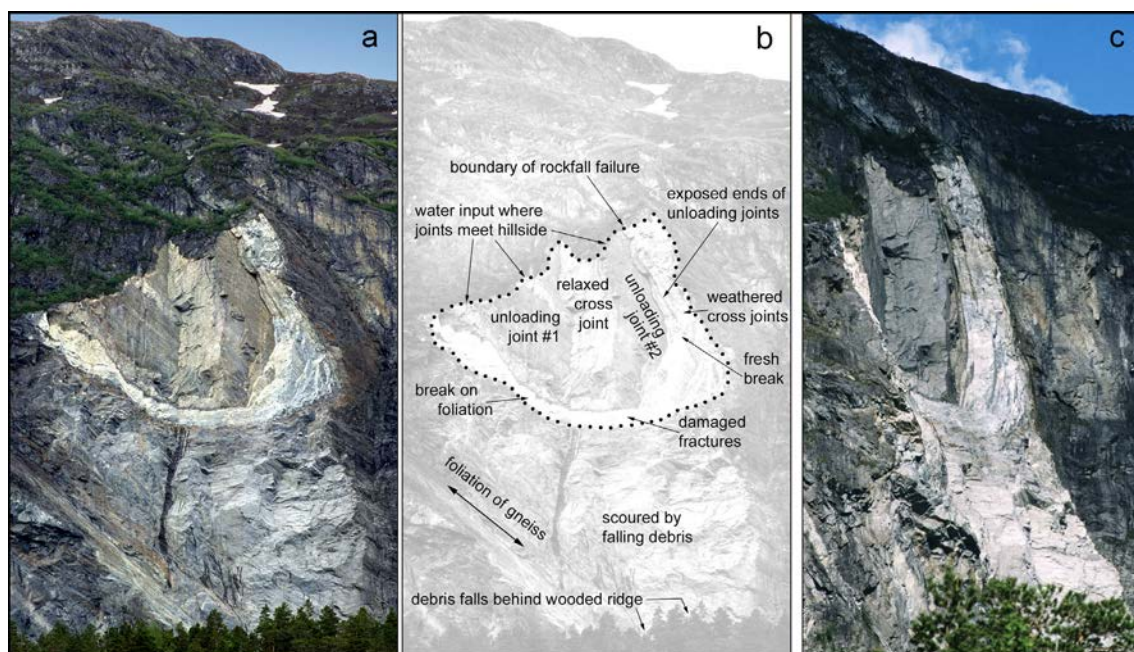 a
b
c
boundary of rockfall failure
exposed ends of
unloading joints
water input where
joints meet hillside
relaxed
cross
joint
unloading
joint #1
unloading
joint #2
weathered
cross joints
fresh
break
break on
foliation
damaged
fractures
foliation of gneiss
scoured by
falling debris
debris falls behind wooded ridge